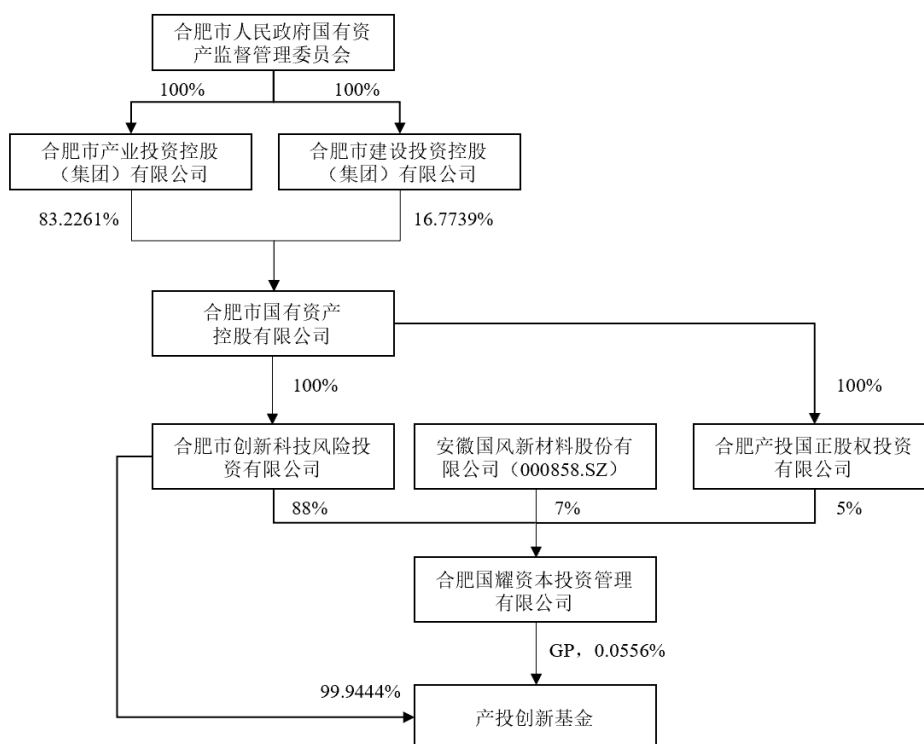 合肥市人民政府国有资
产监督管理委员会
100%
100%
合肥市产业投资控股
（集团）有限公司
合肥市建设投资控股
（集团）有限公司
83.2261%
16.7739%
合肥市国有资产
控股有限公司
100%
100%
合肥市创新科技风险投
资有限公司
安徽国风新材料股份有
限公司（000858.SZ）
合肥产投国正股权投资
有限公司
88%
7%
5%
合肥国耀资本投资管理
有限公司
GP，0.0556%
99.9444%
产投创新基金